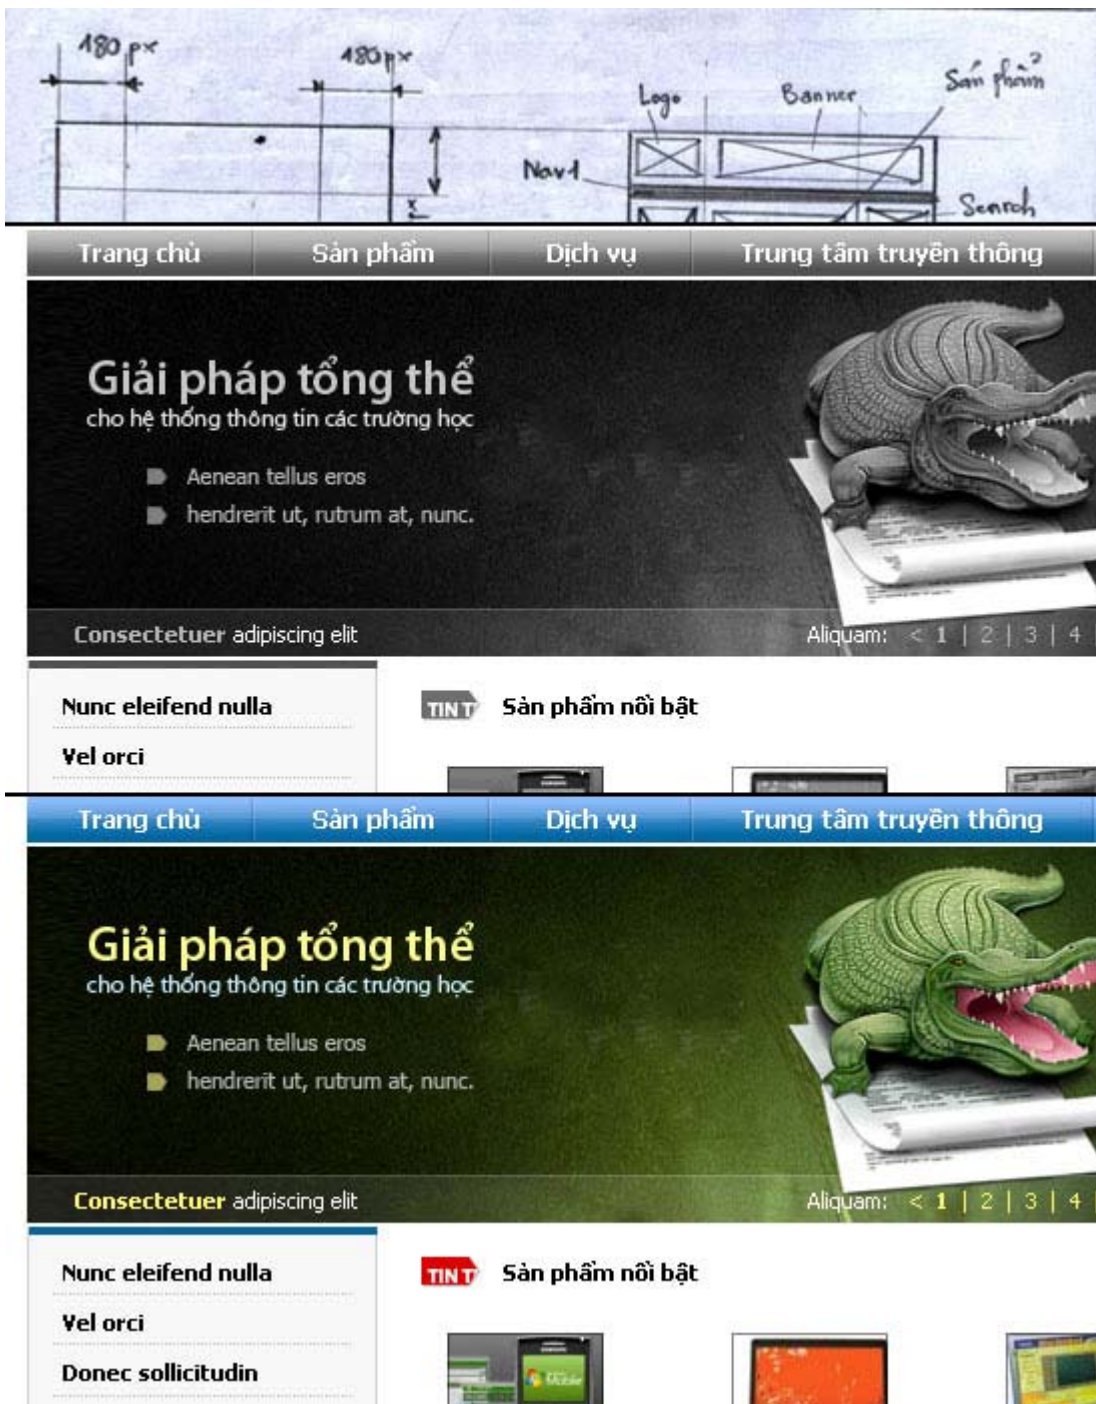 180 px
180px
Logo
Banner
Sản phẩm
Nav1
Search
Trang chủ Sản phẩm Dịch vụ Trung tâm truyền thông
Giải pháp tổng thể
cho hệ thống thông tin các trường học
Aenean tellus eros
hendrerit ut, rutrum at, nunc.
Consectetuer adipiscing elit Aliquam: < 1 | 2 | 3 | 4 |
Nunc eleifend nulla
TIN T Sản phẩm nổi bật
Vel orci
SAMSUNG
Trang chủ Sản phẩm Dịch vụ Trung tâm truyền thông
Giải pháp tổng thể
cho hệ thống thông tin các trường học
Aenean tellus eros
hendrerit ut, rutrum at, nunc.
Consectetuer adipiscing elit Aliquam: < 1 | 2 | 3 | 4 |
Nunc eleifend nulla
TIN T Sản phẩm nổi bật
Vel orci
Donec sollicitudin
Mobile